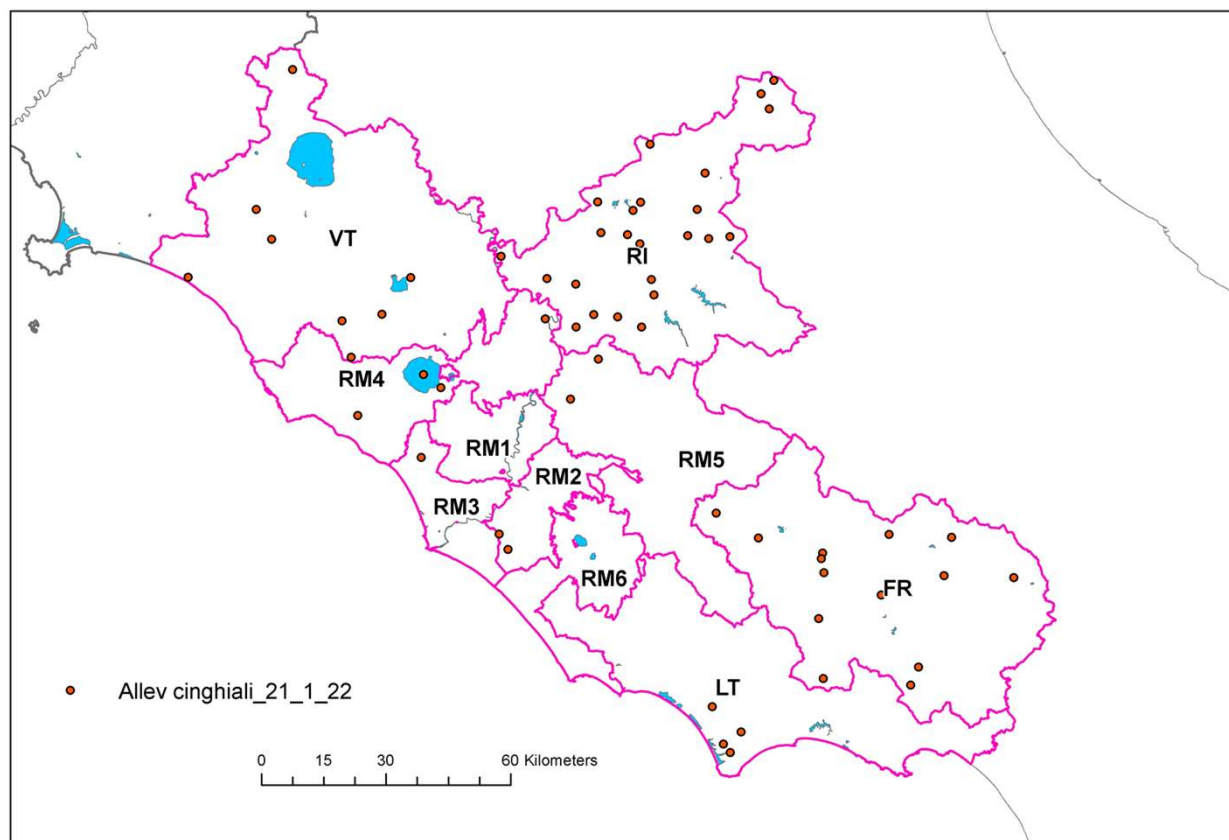 VT
RI
RM4
RM1
RM5
RM2
RM3
RM6
FR
LT
Allev cinghiali_21_1_22
0 15 30 60 Kilometers